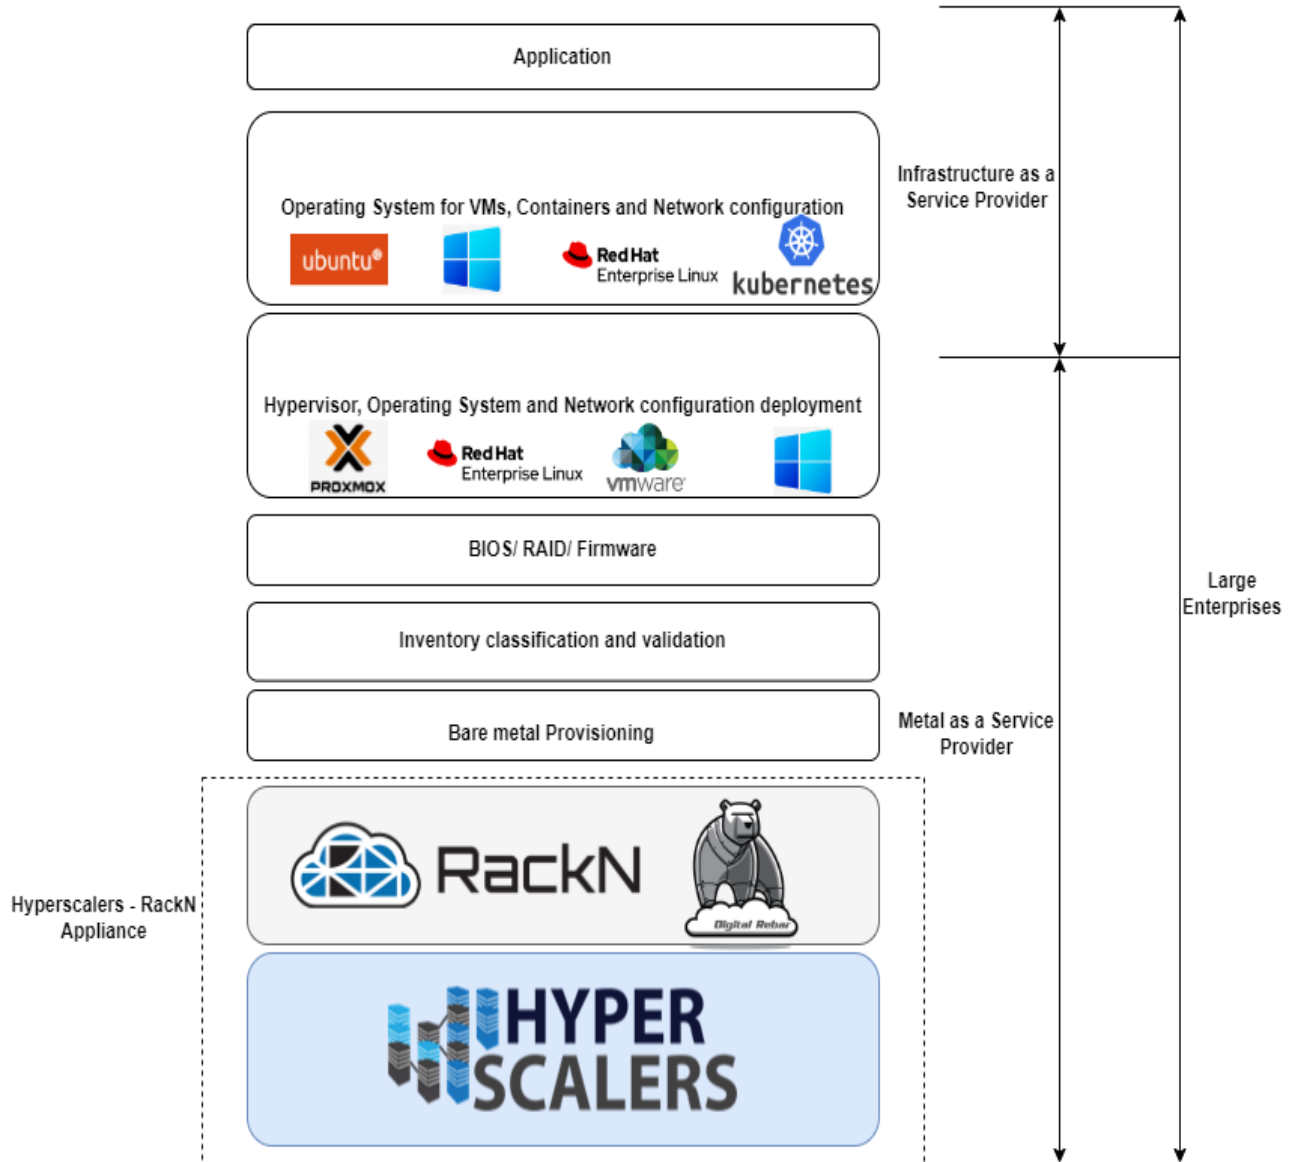 Application
Infrastructure as a
Service Provider
Operating System for VMs, Containers and Network configuration
ubuntu®
Red Hat
Enterprise Linux
kubernetes
Hypervisor, Operating System and Network configuration deployment
PROXMOX
Red Hat
Enterprise Linux
vmware®
BIOS/ RAID/ Firmware
Large
Enterprises
Inventory classification and validation
Bare metal Provisioning
Metal as a Service
Provider
RackN
Digital Rebar
Hyperscalers - RackN
Appliance
HYPER
SCALERS